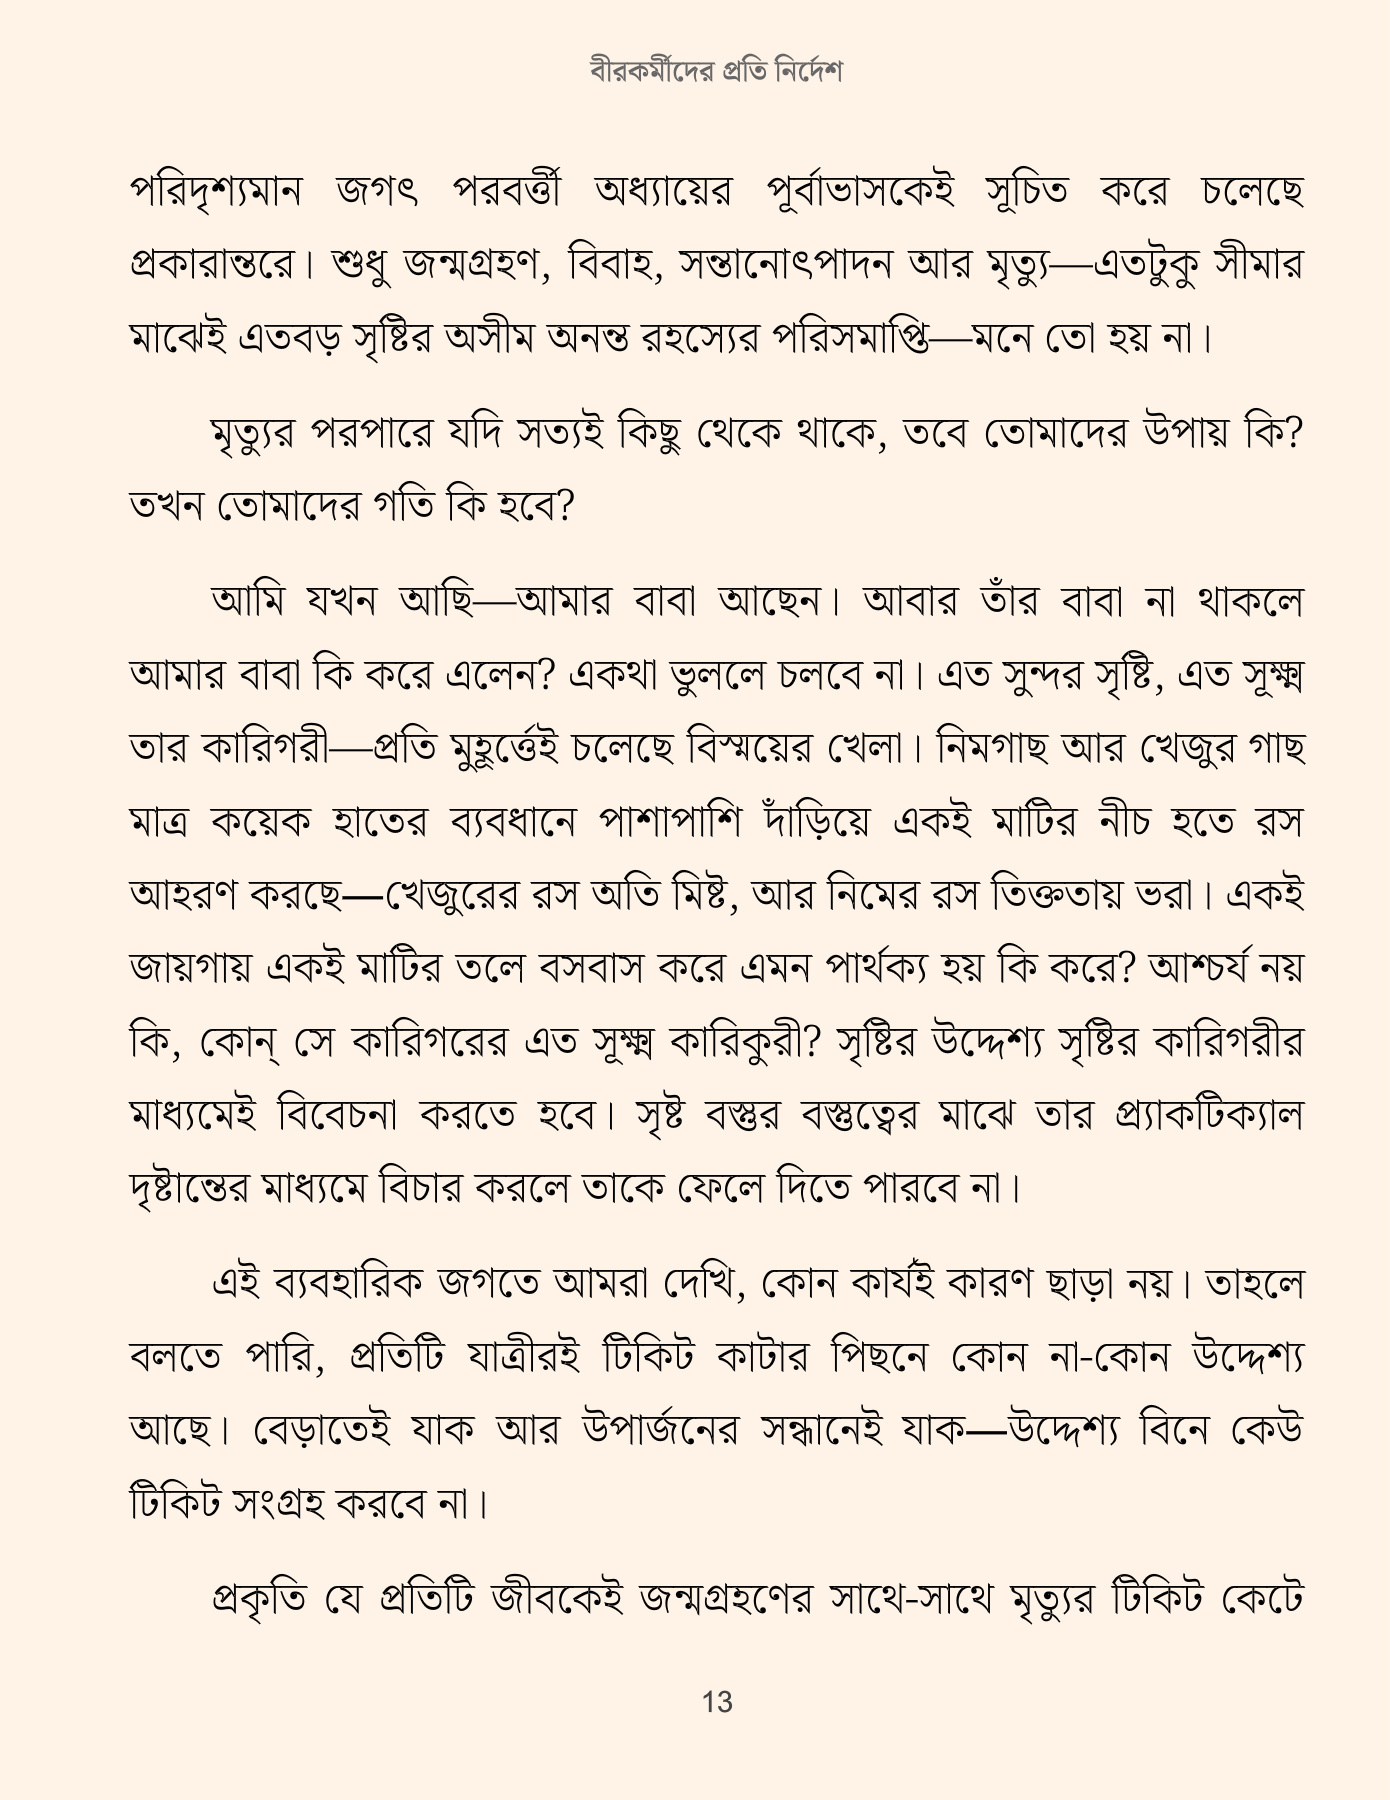 বীরকর্মীদের প্রতি নির্দেশ
পরিদৃশ্যমান জগৎ পরবর্ত্তী অধ্যায়ের পূর্বাভাসকেই সূচিত করে চলেছে
প্রকারান্তরে। শুধু জন্মগ্রহণ, বিবাহ, সন্তানোৎপাদন আর মৃত্যু—এতটুকু সীমার
মাঝেই এতবড় সৃষ্টির অসীম অনন্ত রহস্যের পরিসমাপ্তি—মনে তো হয় না।
মৃত্যুর পরপারে যদি সত্যই কিছু থেকে থাকে, তবে তোমাদের উপায় কি?
তখন তোমাদের গতি কি হবে?
আমি যখন আছি—আমার বাবা আছেন। আবার তাঁর বাবা না থাকলে
আমার বাবা কি করে এলেন? একথা ভুললে চলবে না। এত সুন্দর সৃষ্টি, এত সূক্ষ্ম
তার কারিগরী—প্রতি মুহূর্ত্তেই চলেছে বিস্ময়ের খেলা। নিমগাছ আর খেজুর গাছ
মাত্র কয়েক হাতের ব্যবধানে পাশাপাশি দাঁড়িয়ে একই মাটির নীচ হতে রস
আহরণ করছে—খেজুরের রস অতি মিষ্ট, আর নিমের রস তিক্ততায় ভরা। একই
জায়গায় একই মাটির তলে বসবাস করে এমন পার্থক্য হয় কি করে? আশ্চর্য নয়
কি, কোন্ সে কারিগরের এত সূক্ষ্ম কারিকুরী? সৃষ্টির উদ্দেশ্য সৃষ্টির কারিগরীর
মাধ্যমেই বিবেচনা করতে হবে। সৃষ্ট বস্তুর বস্তুত্বের মাঝে তার প্র্যাকটিক্যাল
দৃষ্টান্তের মাধ্যমে বিচার করলে তাকে ফেলে দিতে পারবে না।
এই ব্যবহারিক জগতে আমরা দেখি, কোন কার্যই কারণ ছাড়া নয়। তাহলে
বলতে পারি, প্রতিটি যাত্রীরই টিকিট কাটার পিছনে কোন না-কোন উদ্দেশ্য
আছে। বেড়াতেই যাক আর উপার্জনের সন্ধানেই যাক—উদ্দেশ্য বিনে কেউ
টিকিট সংগ্রহ করবে না।
প্রকৃতি যে প্রতিটি জীবকেই জন্মগ্রহণের সাথে-সাথে মৃত্যুর টিকিট কেটে
13